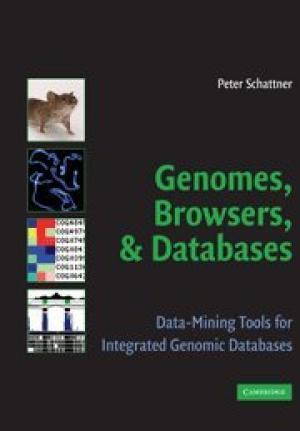 Peter Schattner
Genomes,
Browsers,
& Databases
Data-Mining Tools for
Integrated Genomic Databases
CAMBRIDGE